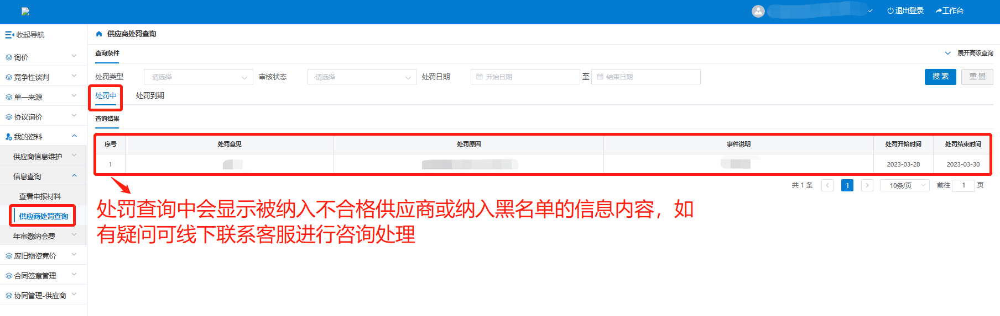 退出登录 工作台
收起导航
供应商处罚查询
查询条件
展开高级查询
处罚类型 请选择 审核状态 请选择 处罚日期 开始日期 至 结束日期 搜索 重置
处罚中 处罚到期
查询结果
序号 处罚意见 处罚原因 事件说明 处罚开始时间 处罚结束时间
1 2023-03-28 2023-03-30
共 1 条 1 10条/页 前往 1 页
处罚查询中会显示被纳入不合格供应商或纳入黑名单的信息内容，如
有疑问可线下联系客服进行咨询处理
询价
竞争性谈判
单一来源
协议询价
我的资料
供应商信息维护
信息查询
查看申报材料
供应商处罚查询
年审缴纳会费
废旧物资竞价
合同签章管理
协同管理-供应商